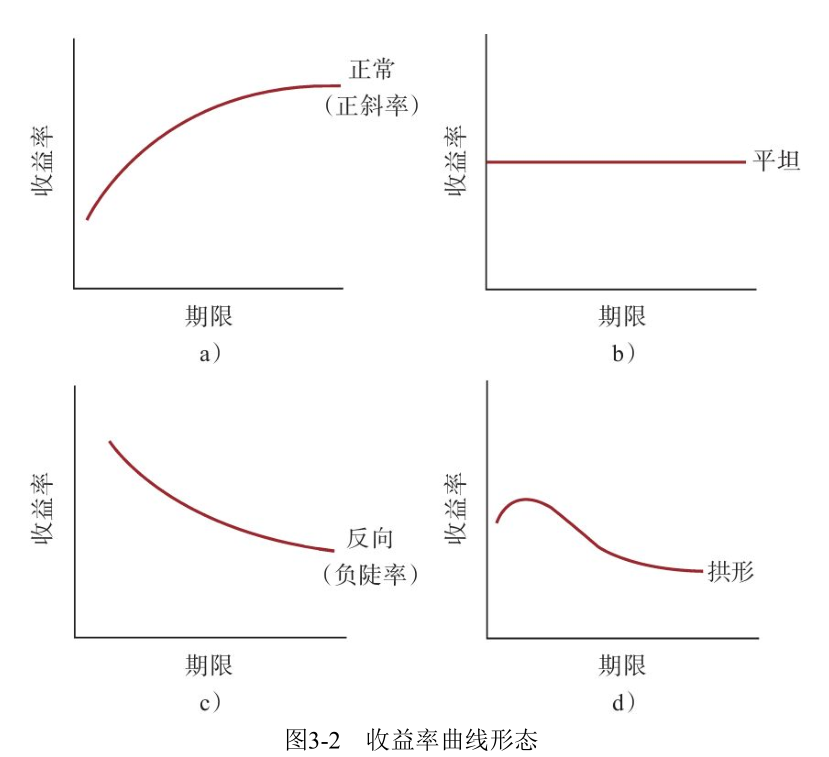 正常
（正斜率）
收益率
期限
a）
平坦
收益率
期限
b）
反向
（负陡率）
收益率
期限
c）
拱形
收益率
期限
d）
图3-2 收益率曲线形态